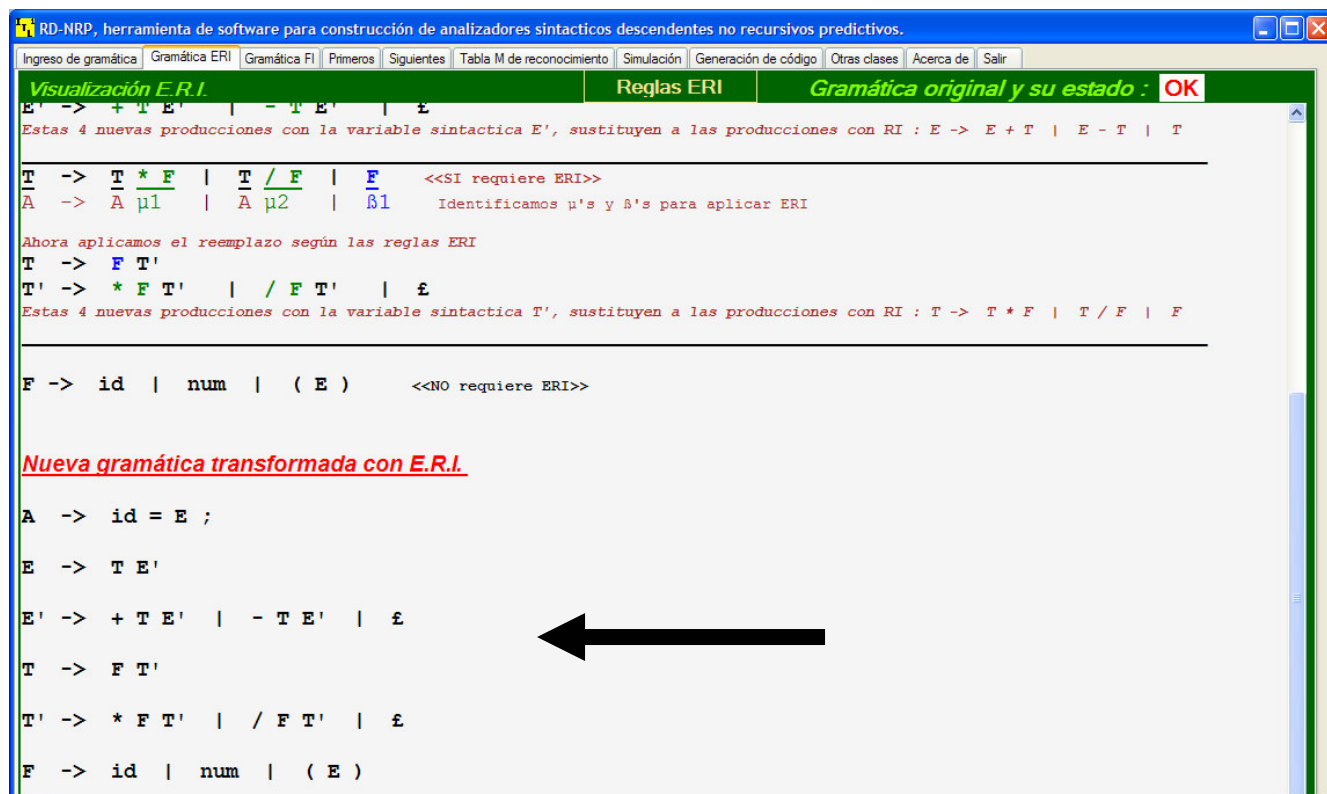 RD-NRP, herramienta de software para construcción de analizadores sintacticos descendentes no recursivos predictivos.
Ingreso de gramática Gramática ERI Gramática FI Primeros Siguientes Tabla M de reconocimiento Simulación Generación de código Otras clases Acerca de Salir
Visualización E.R.I. Reglas ERI Gramática original y su estado : OK
E' -> + T E' | - T E' | £
Estas 4 nuevas producciones con la variable sintactica E', sustituyen a las producciones con RI : E -> E + T | E - T | T
T -> T * F | T / F | F <<SI requiere ERI>>
A -> A µ1 | A µ2 | ß1 Identificamos µ's y ß's para aplicar ERI
Ahora aplicamos el reemplazo según las reglas ERI
T -> F T'
T' -> * F T' | / F T' | £
Estas 4 nuevas producciones con la variable sintactica T', sustituyen a las producciones con RI : T -> T * F | T / F | F
F -> id | num | ( E ) <<NO requiere ERI>>
Nueva gramática transformada con E.R.I.
A -> id = E ;
E -> T E'
E' -> + T E' | - T E' | £
T -> F T'
T' -> * F T' | / F T' | £
F -> id | num | ( E )